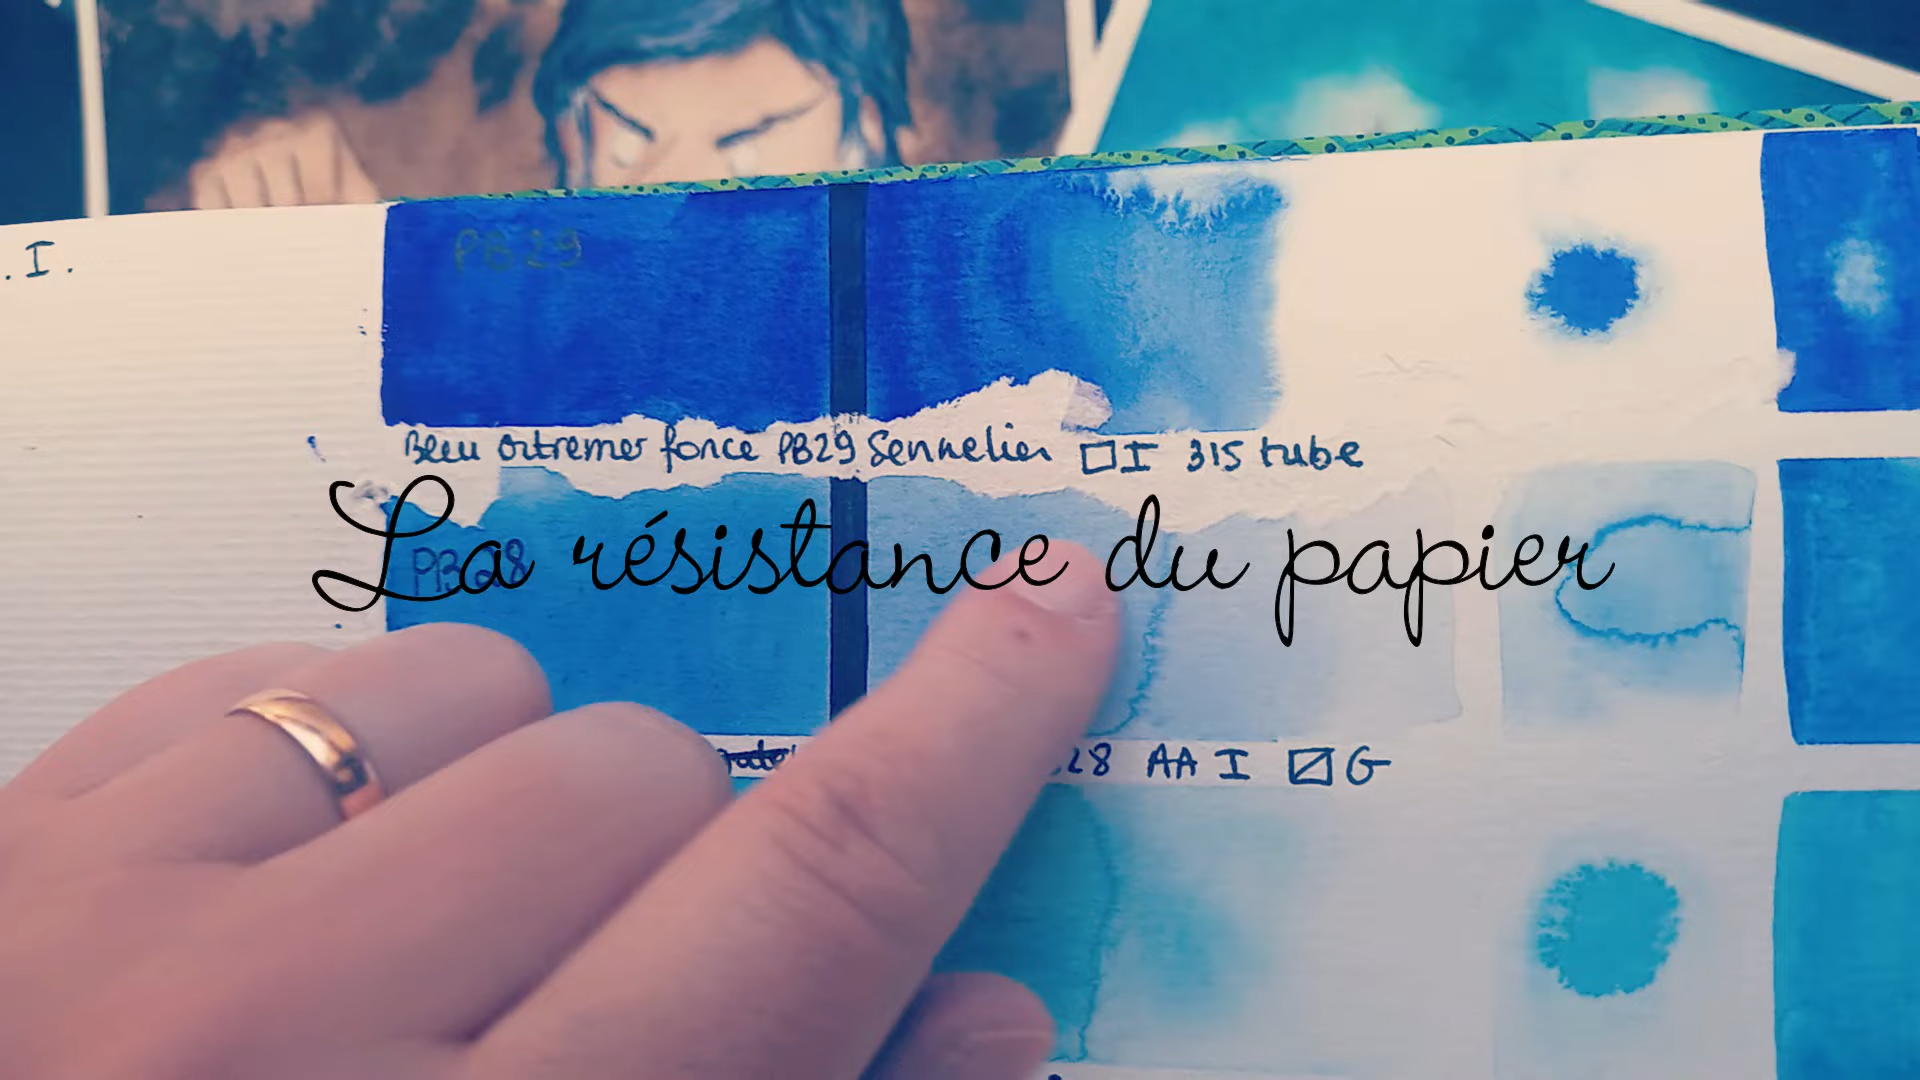 . I .
PB29
Bleu outremer foncé PB29 Sennelier □ I 315 tube
La résistance du papier
PB28
28 AA I G